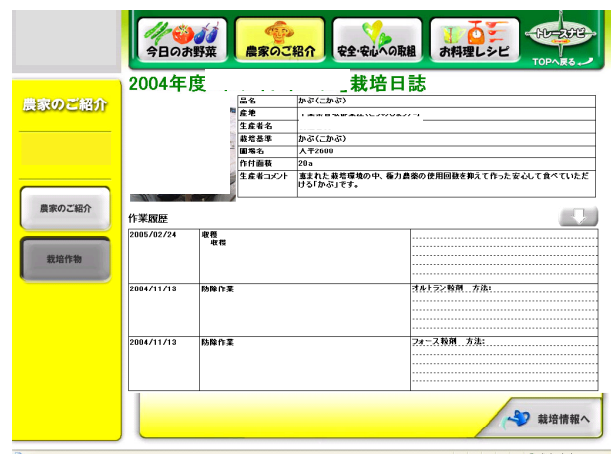 今日のお野菜
農家のご紹介
安全・安心への取組
お料理レシピ
トレースナビ
TOPへ戻る
農家のご紹介
農家のご紹介
栽培作物
2004年度
栽培日誌
品名 かぶ(こかぶ)
産地
生産者名
栽培基準 かぶ(こかぶ)
圃場名 人〒2600
作付面積 20a
生産者コメント 恵まれた栽培環境の中、極力農薬の使用回数を抑えて作った安心して食べていただ
ける「かぶ」です。
作業履歴
2005/02/24 収穫
収穫
2004/11/13 防除作業 オルトラン粒剤 方法:
2004/11/13 防除作業 フォース粒剤 方法:
栽培情報へ